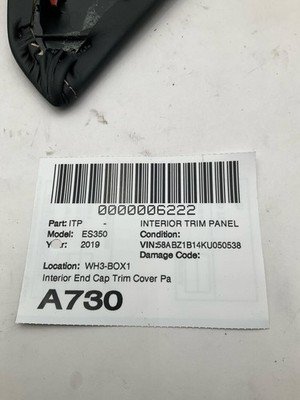 0000006222
Part: ITP - INTERIOR TRIM PANEL
Model: ES350 Condition:
Year: 2019 VIN:58ABZ1B14KU050538
Damage Code:
Location: WH3-BOX1
Interior End Cap Trim Cover Pa
A730